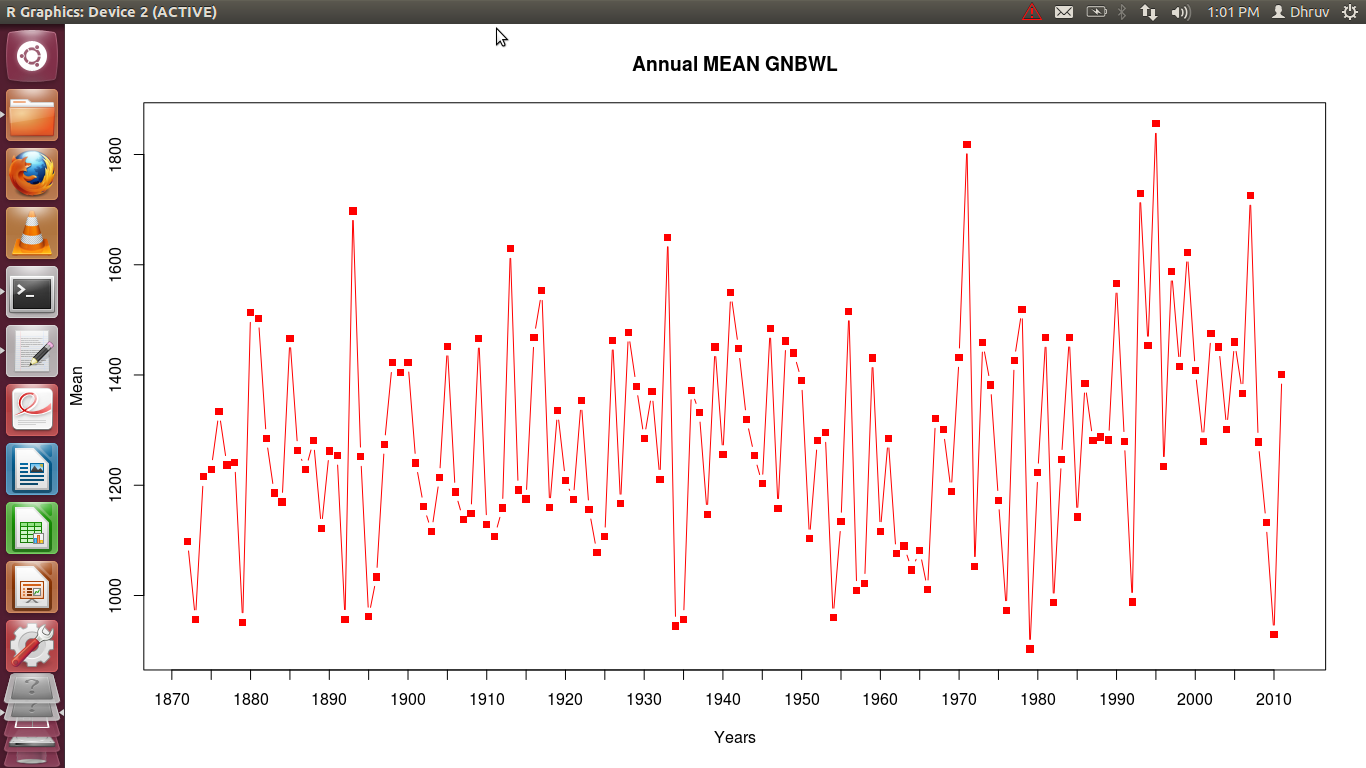 R Graphics: Device 2 (ACTIVE)
1:01 PM
Dhruv
Annual MEAN GNBWL
1800
1600
1400
1200
1000
Mean
1870 1880 1890 1900 1910 1920 1930 1940 1950 1960 1970 1980 1990 2000 2010
Years